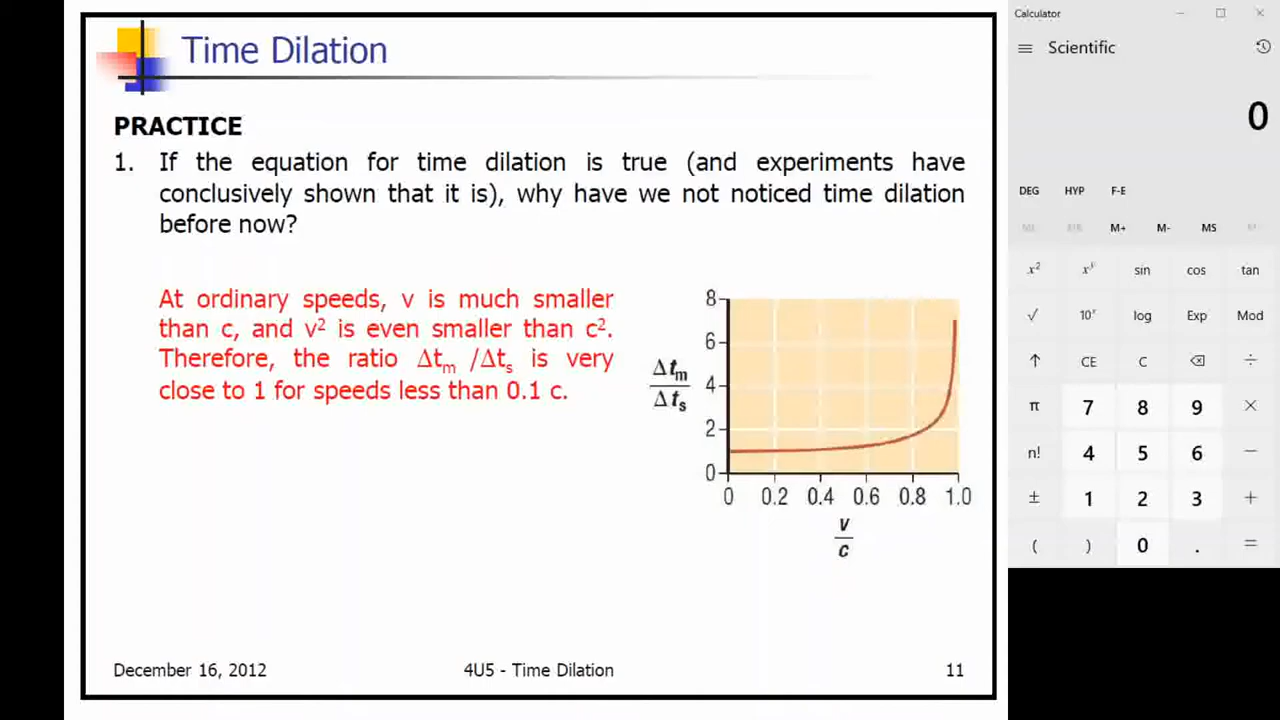 Time Dilation
PRACTICE
1. If the equation for time dilation is true (and experiments have
conclusively shown that it is), why have we not noticed time dilation
before now?
At ordinary speeds, v is much smaller
than c, and v² is even smaller than c².
Therefore, the ratio Δtm /Δts is very
close to 1 for speeds less than 0.1 c.
8
6
4
2
0
Δtm
Δts
0 0.2 0.4 0.6 0.8 1.0
v
c
December 16, 2012 4U5 - Time Dilation 11
Calculator
Scientific
0
DEG HYP F-E
M+ M- MS
x² xʸ sin cos tan
√ 10ˣ log Exp Mod
↑ CE C ⌫ ÷
π 7 8 9 ×
n! 4 5 6 −
± 1 2 3 +
( ) 0 . =